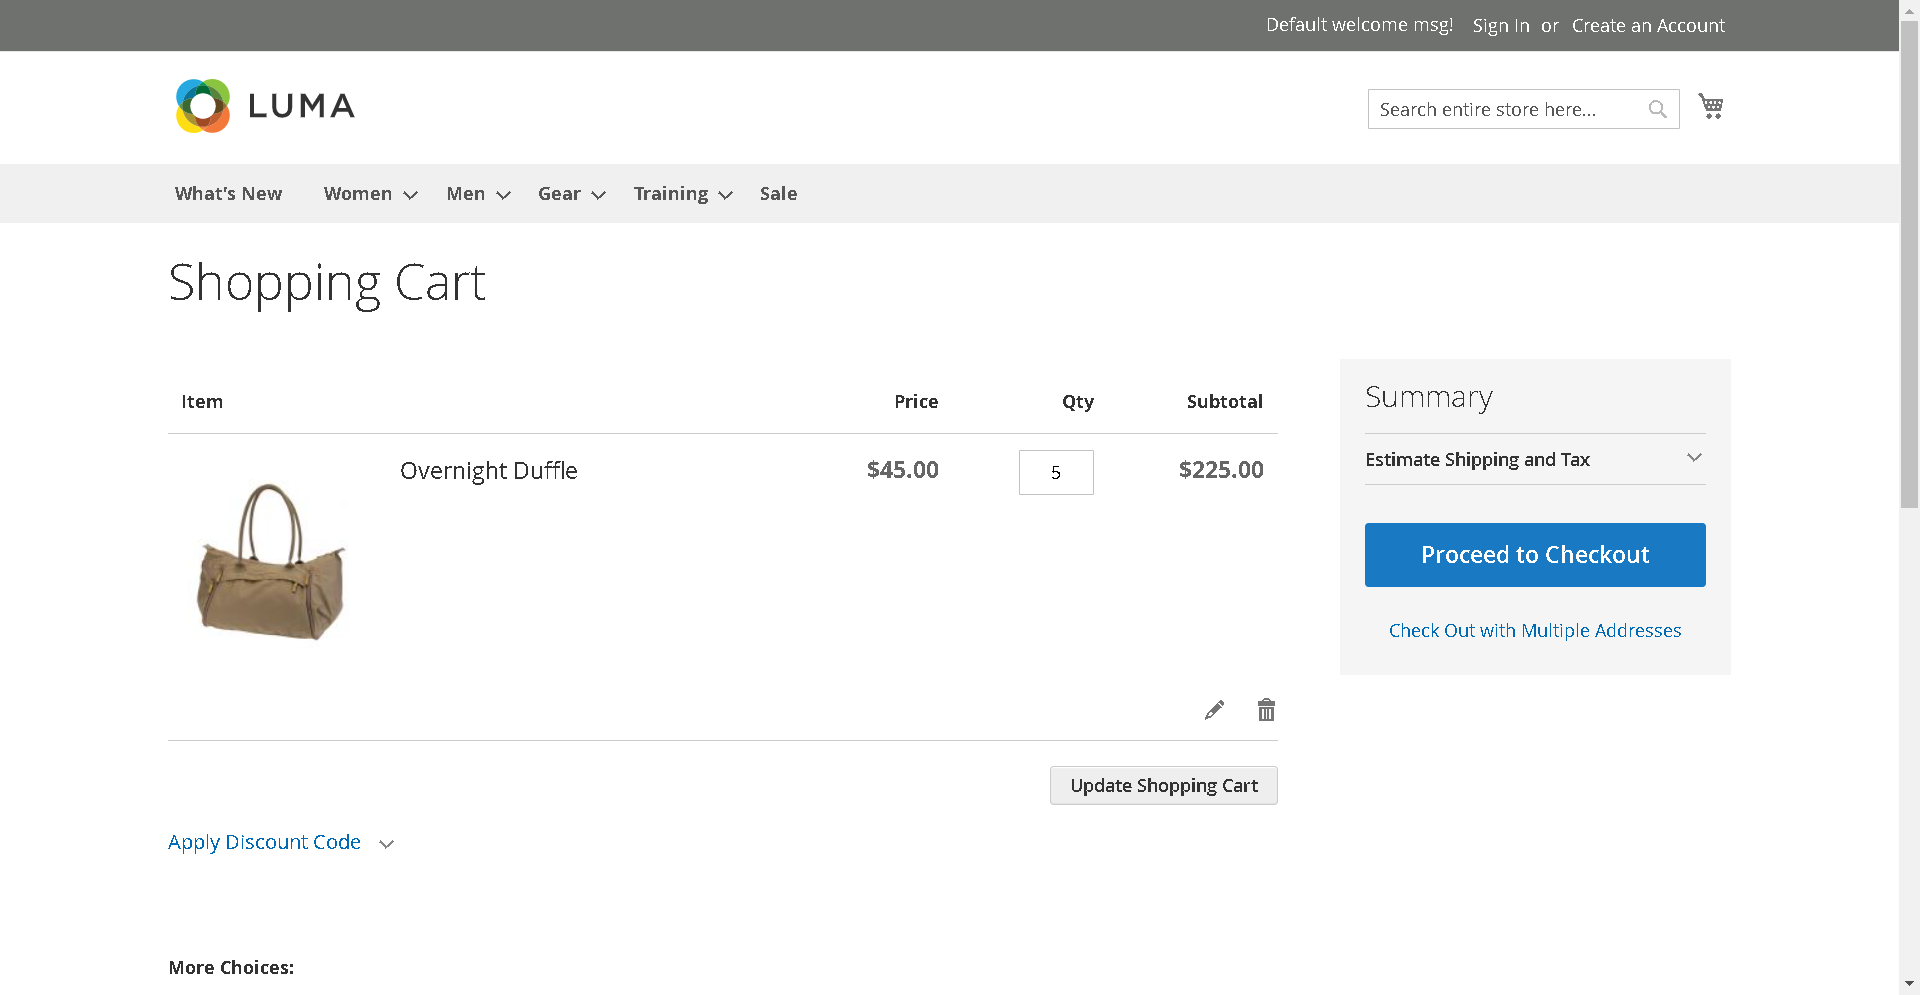 Default welcome msg! Sign In or Create an Account
LUMA
Search entire store here...
What's New Women Men Gear Training Sale
Shopping Cart
Item Price Qty Subtotal
Overnight Duffle $45.00 5 $225.00
Update Shopping Cart
Apply Discount Code
Summary
Estimate Shipping and Tax
Proceed to Checkout
Check Out with Multiple Addresses
More Choices: